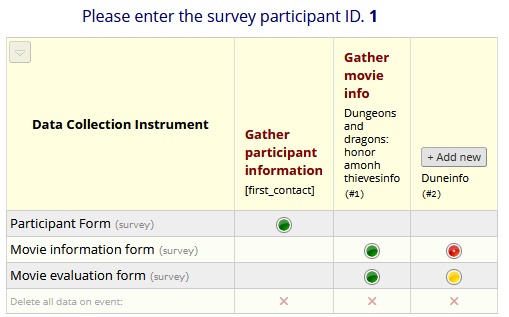 Please enter the survey participant ID. 1
Data Collection Instrument
Gather
participant
information
[first_contact]
Gather
movie
info
Dungeons
and
dragons:
honor
amonh
thievesinfo
(#1)
+ Add new
Duneinfo
(#2)
Participant Form (survey)
Movie information form (survey)
Movie evaluation form (survey)
Delete all data on event: